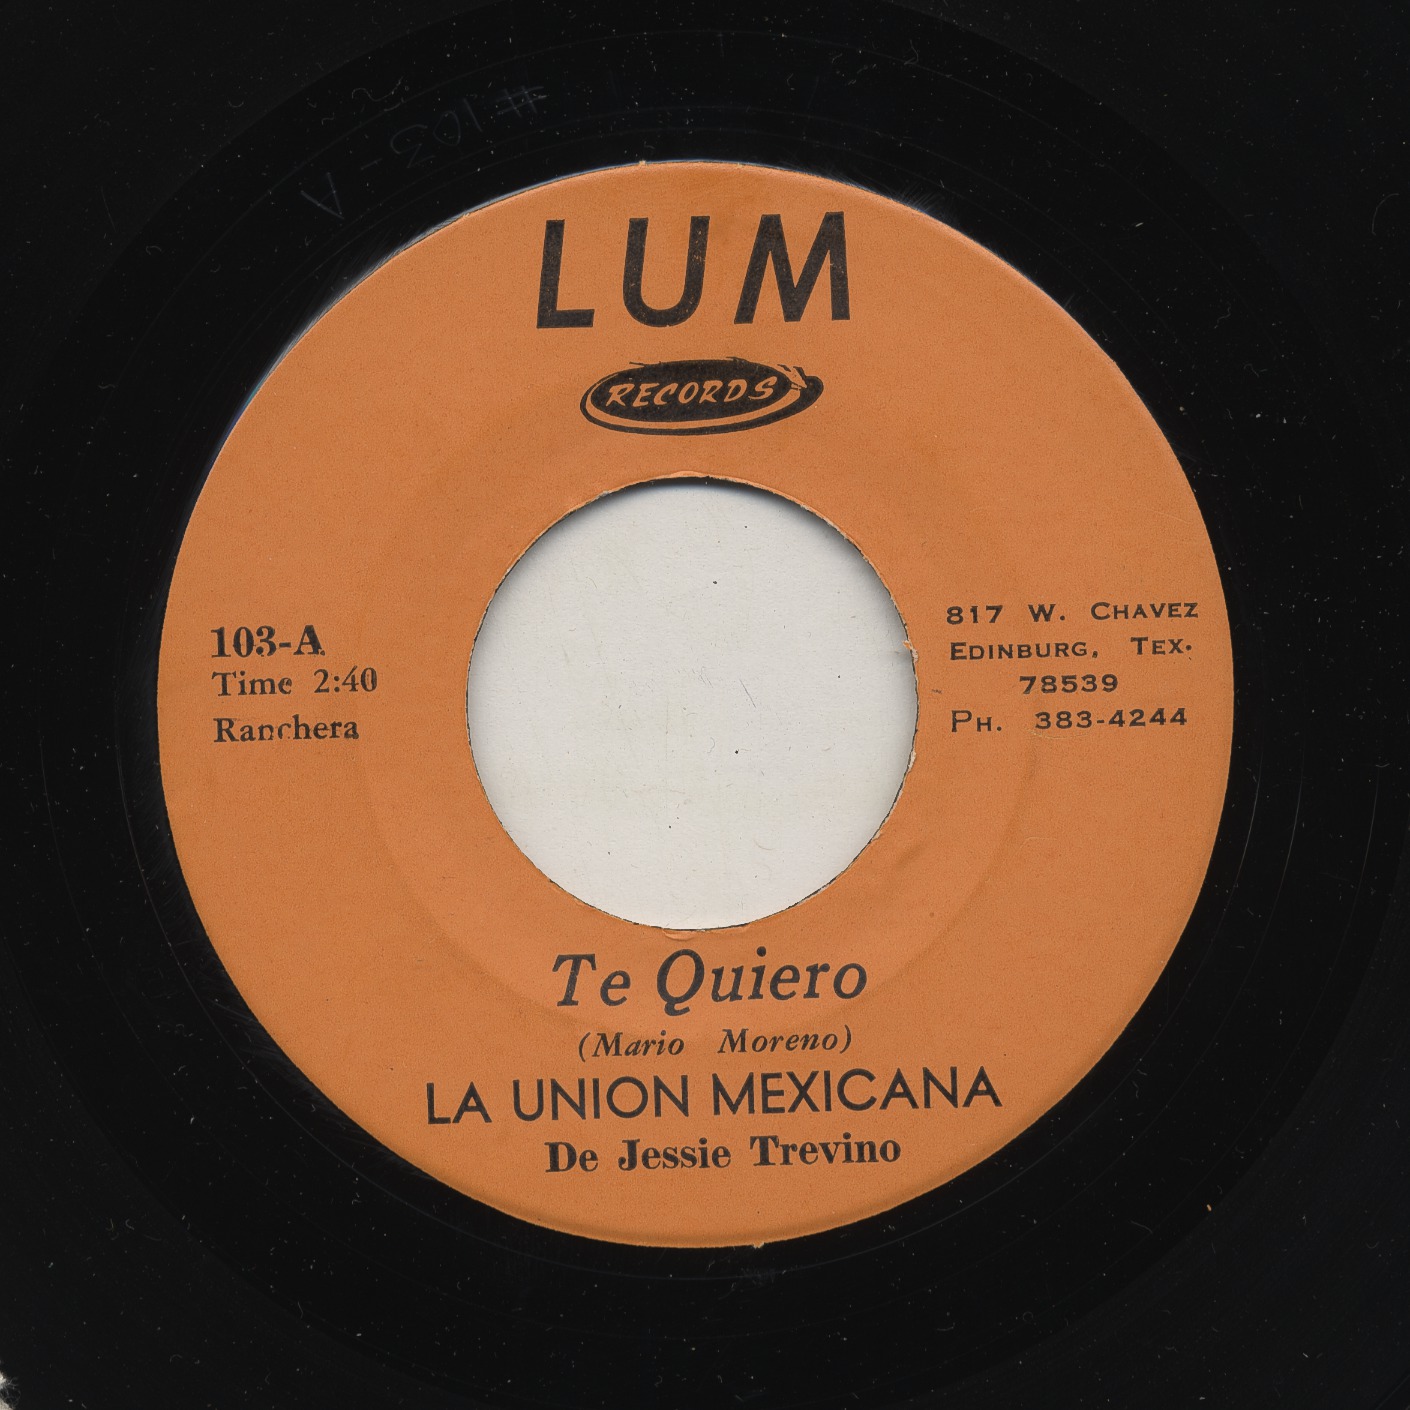 #103-A
LUM
RECORDS
103-A
Time 2:40
Ranchera
817 W. CHAVEZ
EDINBURG, TEX.
78539
PH. 383-4244
Te Quiero
(Mario Moreno)
LA UNION MEXICANA
De Jessie Trevino